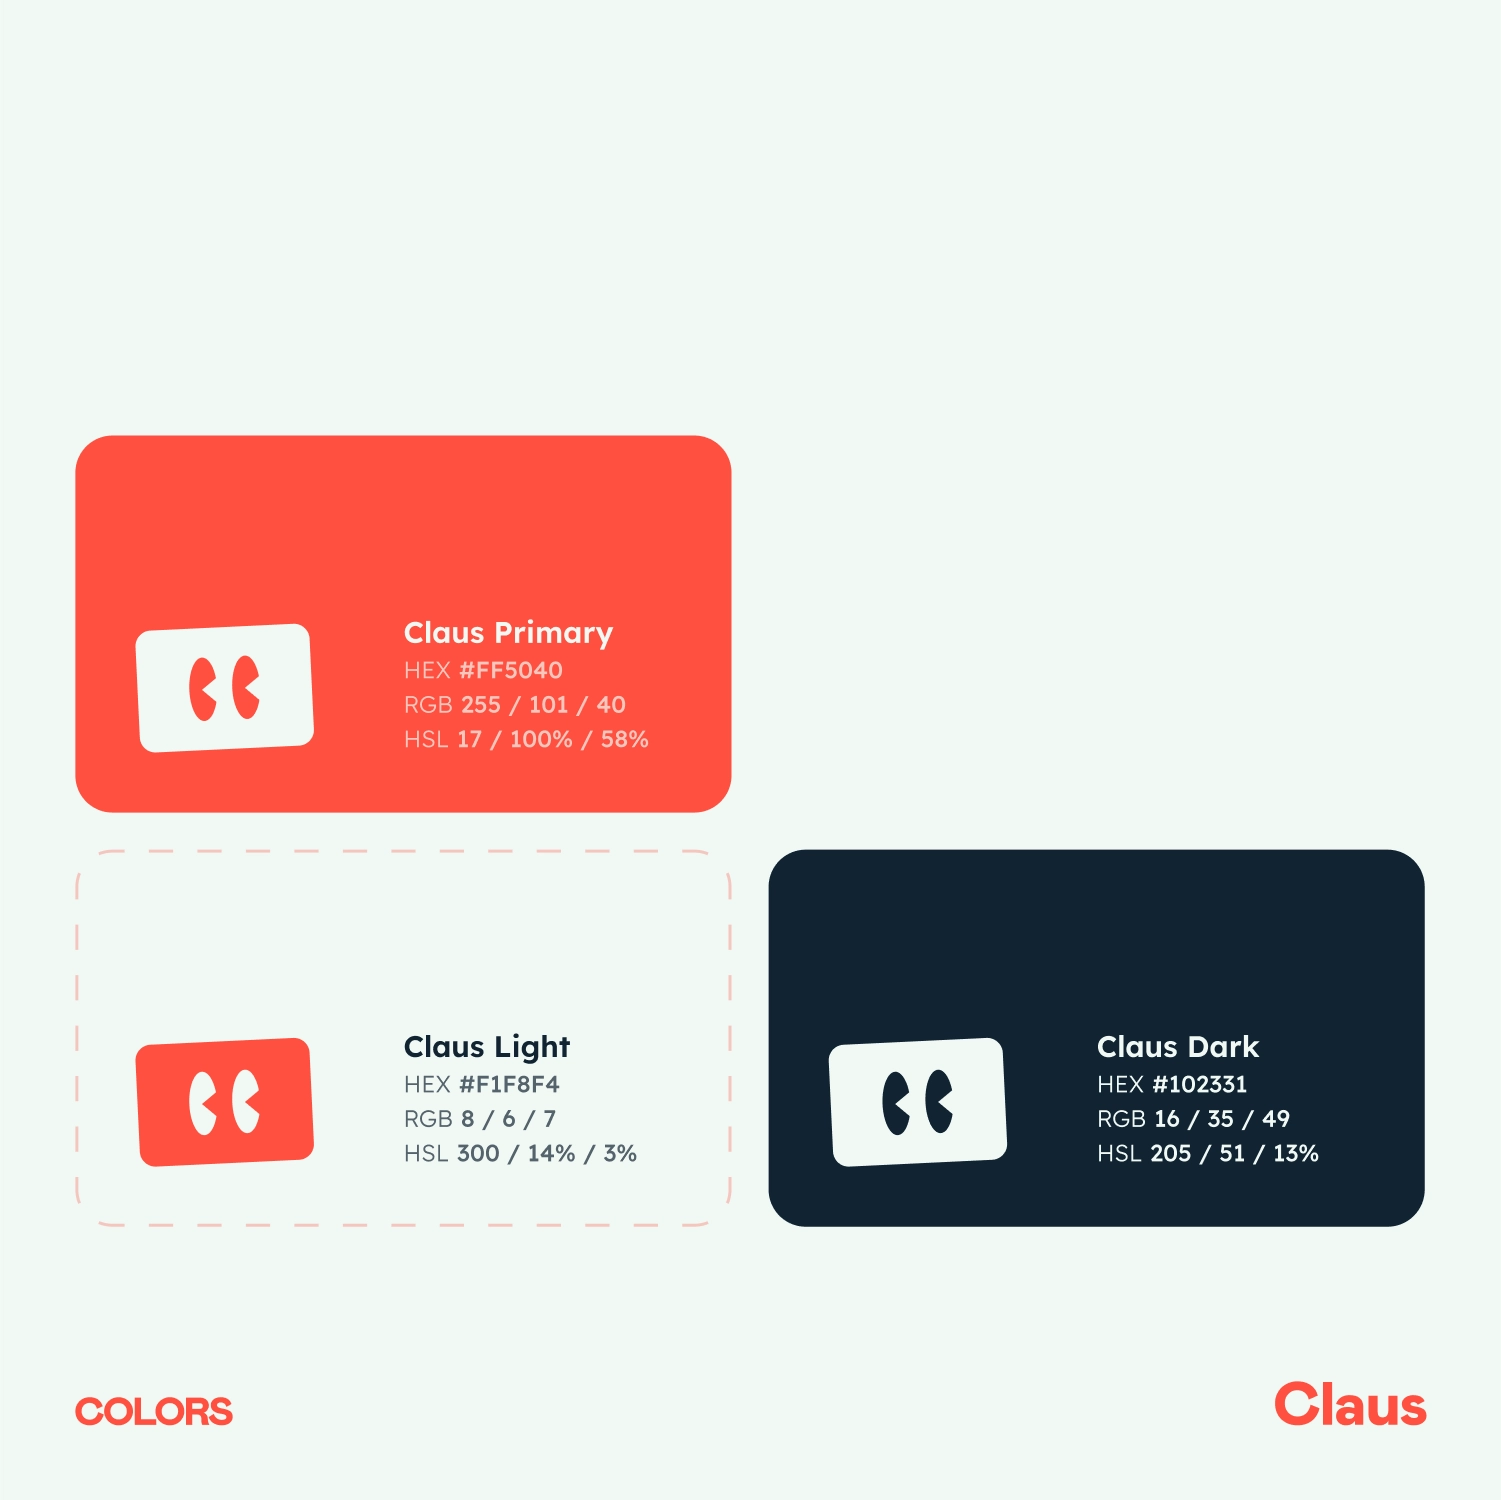 Claus Primary
HEX #FF5040
RGB 255 / 101 / 40
HSL 17 / 100% / 58%
Claus Light
HEX #F1F8F4
RGB 8 / 6 / 7
HSL 300 / 14% / 3%
Claus Dark
HEX #102331
RGB 16 / 35 / 49
HSL 205 / 51 / 13%
COLORS
Claus